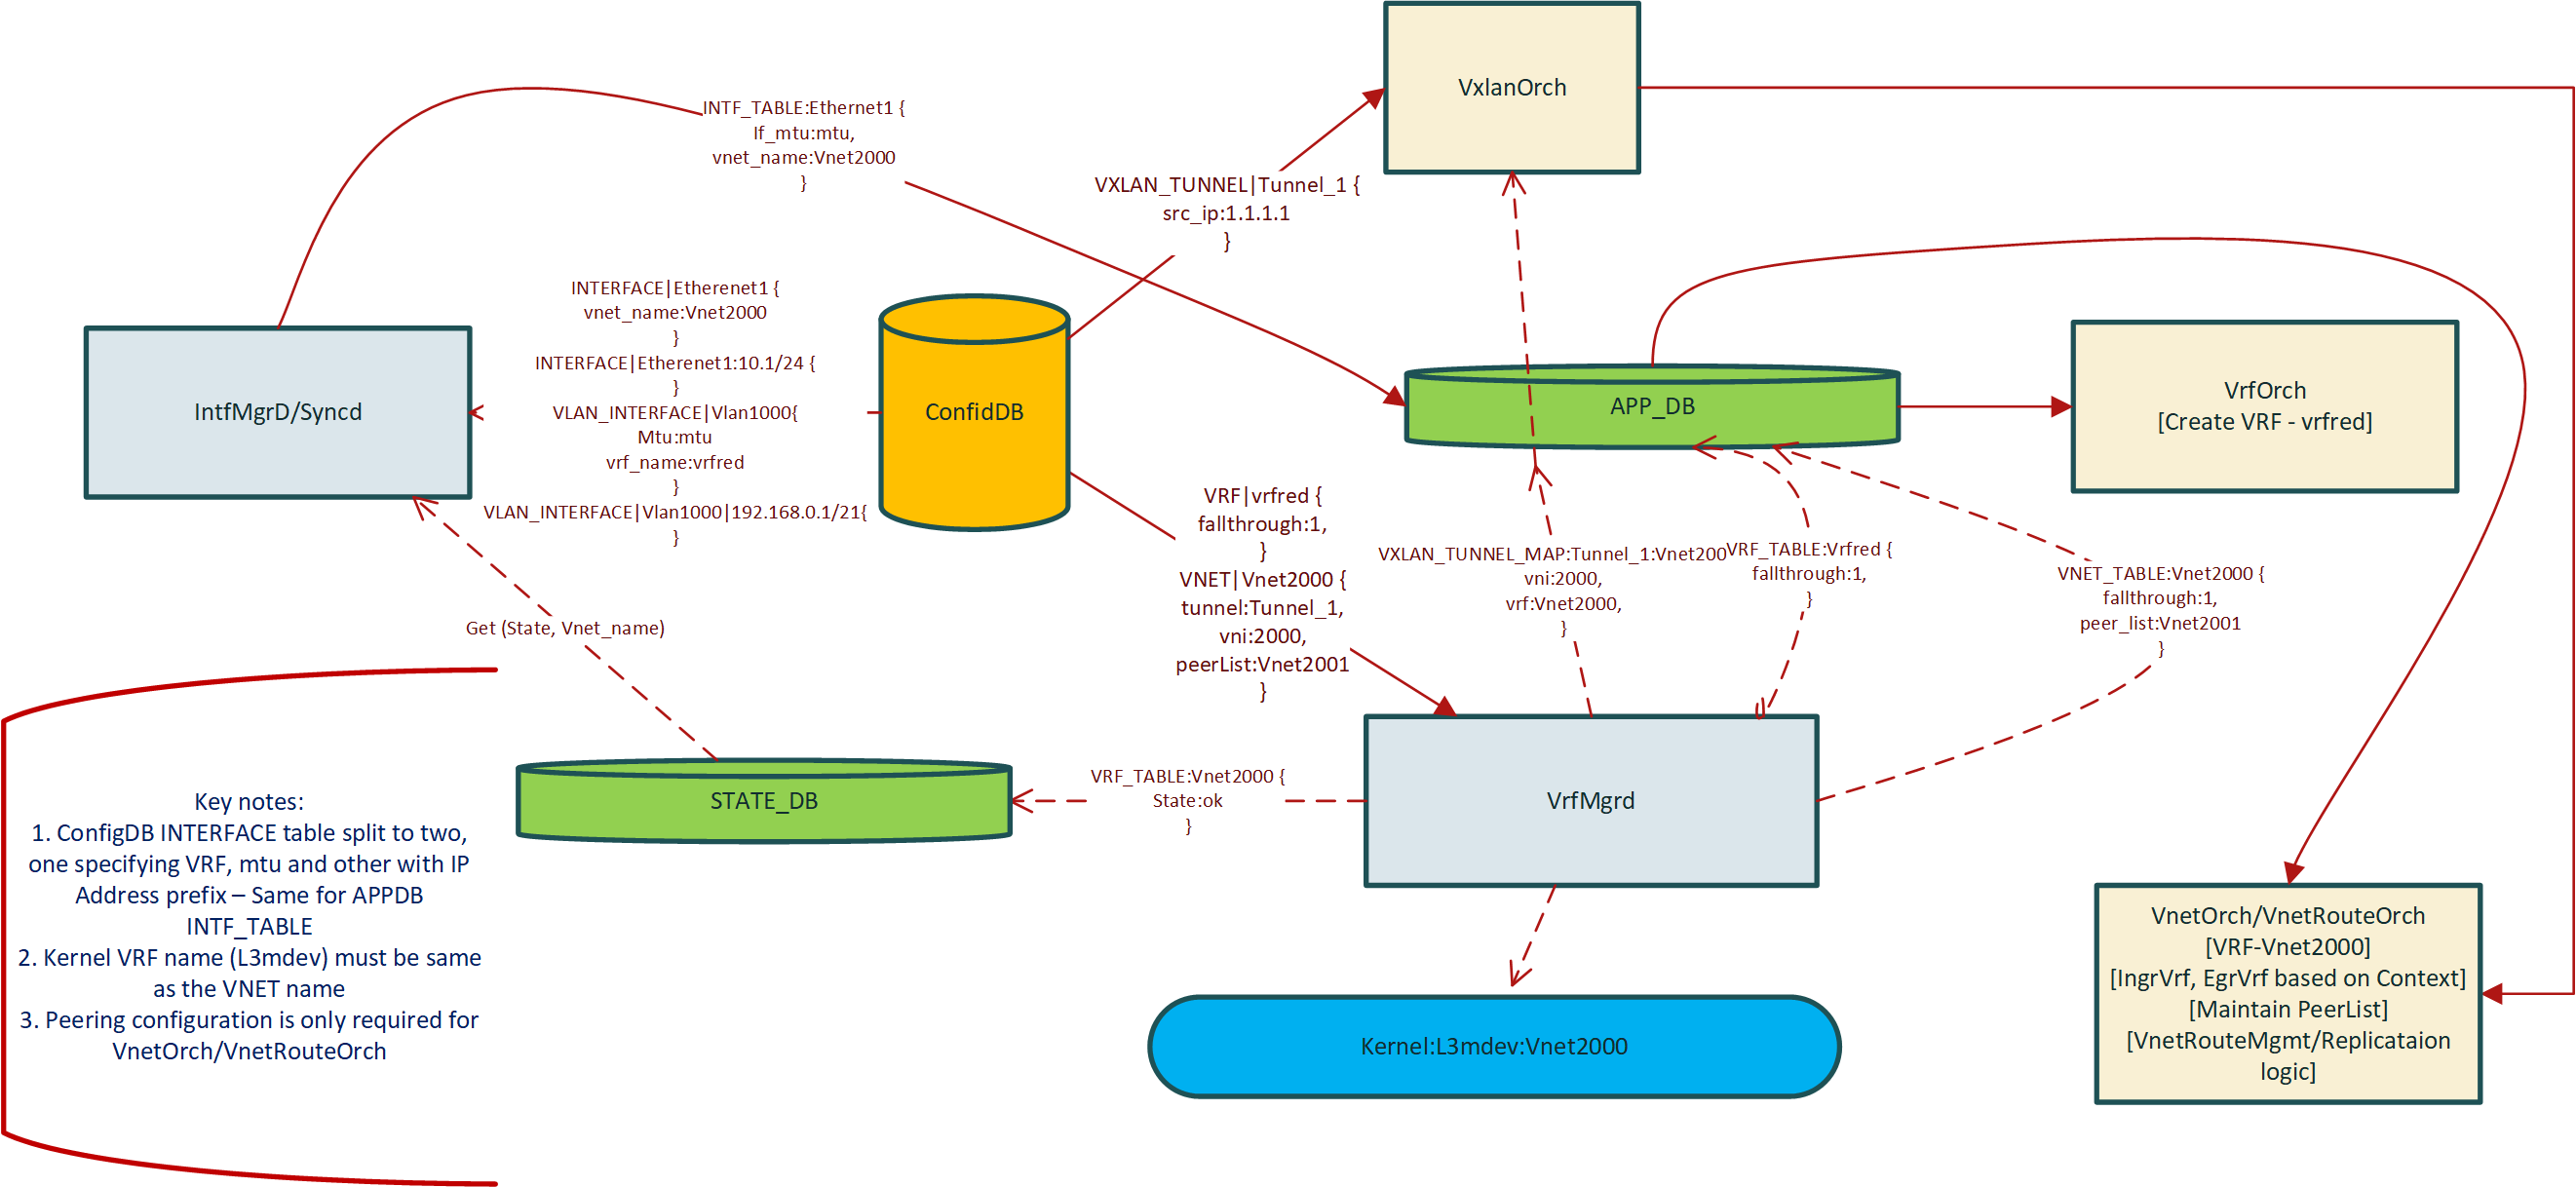 VxlanOrch
INTF_TABLE:Ethernet1 {
If_mtu:mtu,
vnet_name:Vnet2000
}
VXLAN_TUNNEL|Tunnel_1 {
src_ip:1.1.1.1
}
INTERFACE|Etherenet1 {
vnet_name:Vnet2000
}
INTERFACE|Etherenet1:10.1/24 {
}
VLAN_INTERFACE|Vlan1000{
Mtu:mtu
vrf_name:vrfred
}
VLAN_INTERFACE|Vlan1000|192.168.0.1/21{
}
IntfMgrD/Syncd
ConfidDB
APP_DB
VrfOrch
[Create VRF - vrfred]
VRF|vrfred {
fallthrough:1,
}
VNET|Vnet2000 {
tunnel:Tunnel_1,
vni:2000,
peerList:Vnet2001
}
VXLAN_TUNNEL_MAP:Tunnel_1:Vnet200
vni:2000,
vrf:Vnet2000,
}
VRF_TABLE:Vrfred {
fallthrough:1,
}
VNET_TABLE:Vnet2000 {
fallthrough:1,
peer_list:Vnet2001
}
Get (State, Vnet_name)
STATE_DB
VRF_TABLE:Vnet2000 {
State:ok
}
VrfMgrd
Key notes:
1. ConfigDB INTERFACE table split to two,
one specifying VRF, mtu and other with IP
Address prefix – Same for APPDB
INTF_TABLE
2. Kernel VRF name (L3mdev) must be same
as the VNET name
3. Peering configuration is only required for
VnetOrch/VnetRouteOrch
Kernel:L3mdev:Vnet2000
VnetOrch/VnetRouteOrch
[VRF-Vnet2000]
[IngrVrf, EgrVrf based on Context]
[Maintain PeerList]
[VnetRouteMgmt/Replicataion
logic]